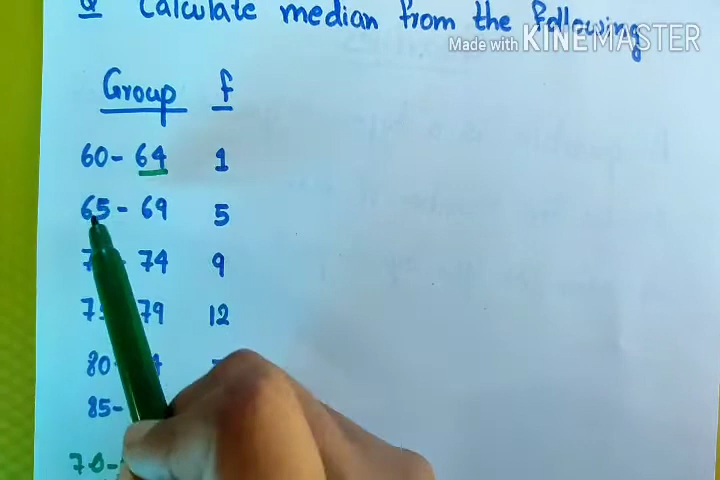 Q Calculate median from the following
Made with KINEMASTER
Group f
60- 64 1
65- 69 5
74 9
79 12
80-
85-
70-